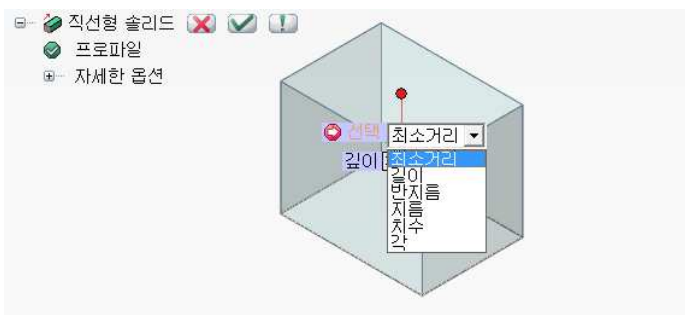 직선형 솔리드
프로파일
자세한 옵션
선택 최소거리
깊이
최소거리
길이
반지름
지름
치수
각